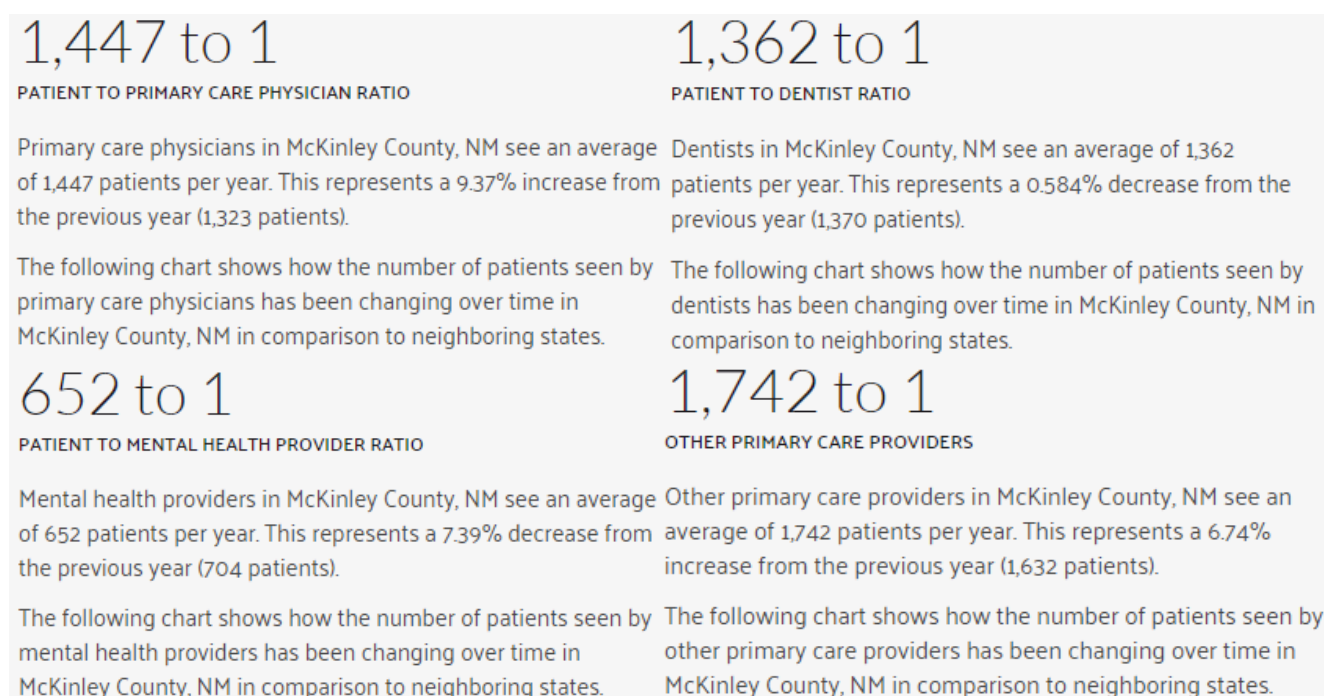 1,447 to 1
PATIENT TO PRIMARY CARE PHYSICIAN RATIO
Primary care physicians in McKinley County, NM see an average
of 1,447 patients per year. This represents a 9.37% increase from
the previous year (1,323 patients).
The following chart shows how the number of patients seen by
primary care physicians has been changing over time in
McKinley County, NM in comparison to neighboring states.
1,362 to 1
PATIENT TO DENTIST RATIO
Dentists in McKinley County, NM see an average of 1,362
patients per year. This represents a 0.584% decrease from the
previous year (1,370 patients).
The following chart shows how the number of patients seen by
dentists has been changing over time in McKinley County, NM in
comparison to neighboring states.
652 to 1
PATIENT TO MENTAL HEALTH PROVIDER RATIO
Mental health providers in McKinley County, NM see an average
of 652 patients per year. This represents a 7.39% decrease from
the previous year (704 patients).
The following chart shows how the number of patients seen by
mental health providers has been changing over time in
McKinley County, NM in comparison to neighboring states.
1,742 to 1
OTHER PRIMARY CARE PROVIDERS
Other primary care providers in McKinley County, NM see an
average of 1,742 patients per year. This represents a 6.74%
increase from the previous year (1,632 patients).
The following chart shows how the number of patients seen by
other primary care providers has been changing over time in
McKinley County, NM in comparison to neighboring states.